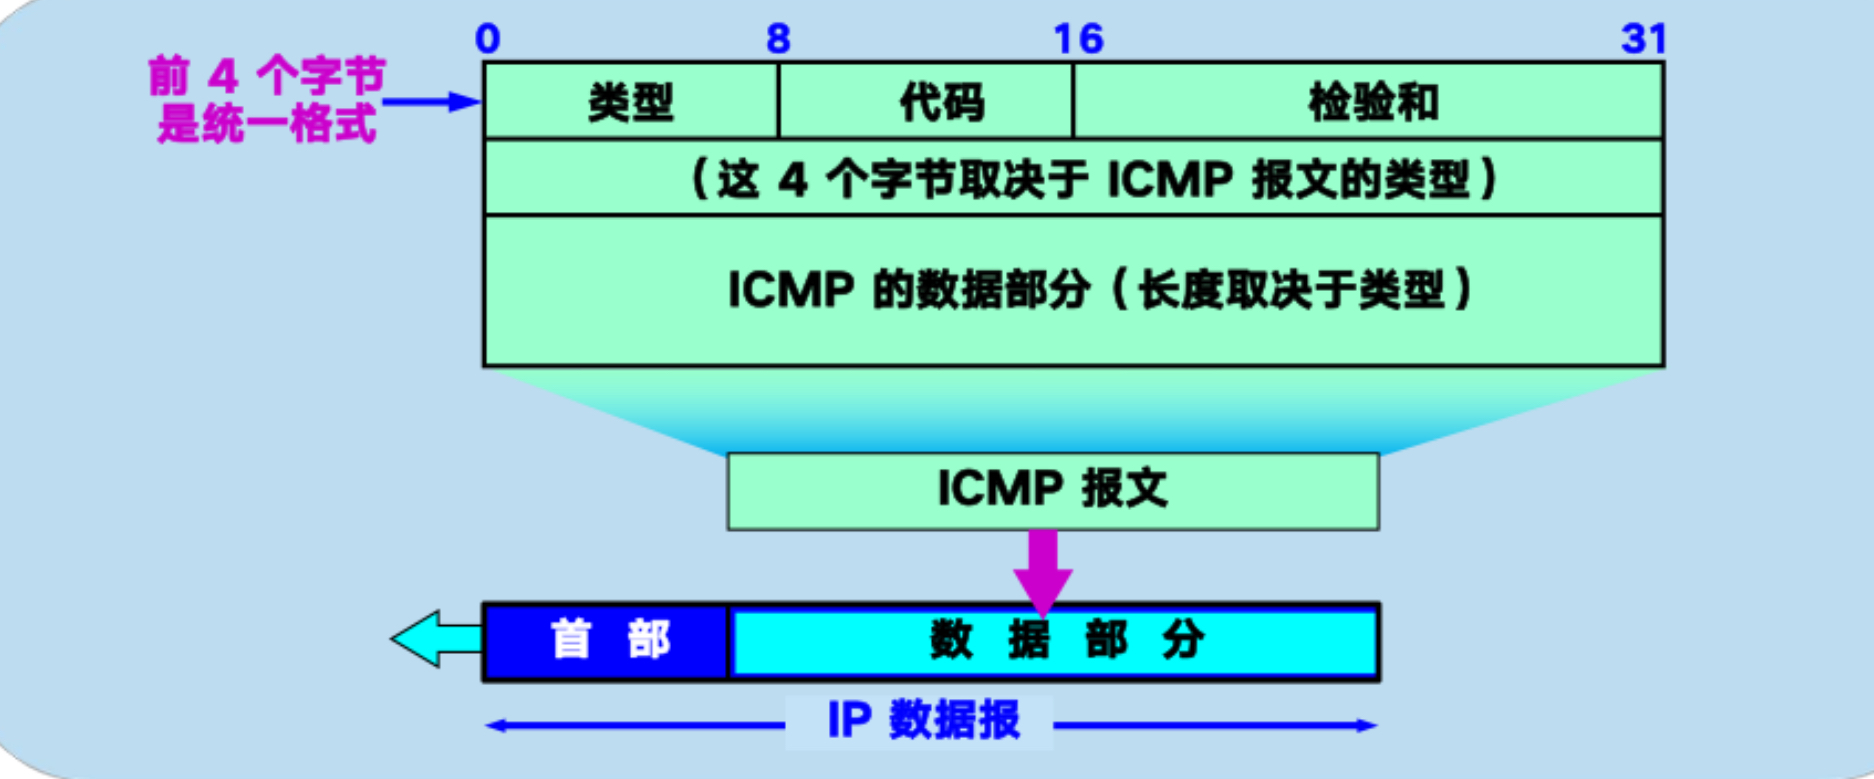 0 8 16 31
前 4 个字节
是统一格式
类型 代码 检验和
（这 4 个字节取决于 ICMP 报文的类型）
ICMP 的数据部分（长度取决于类型）
ICMP 报文
首 部 数 据 部 分
IP 数据报